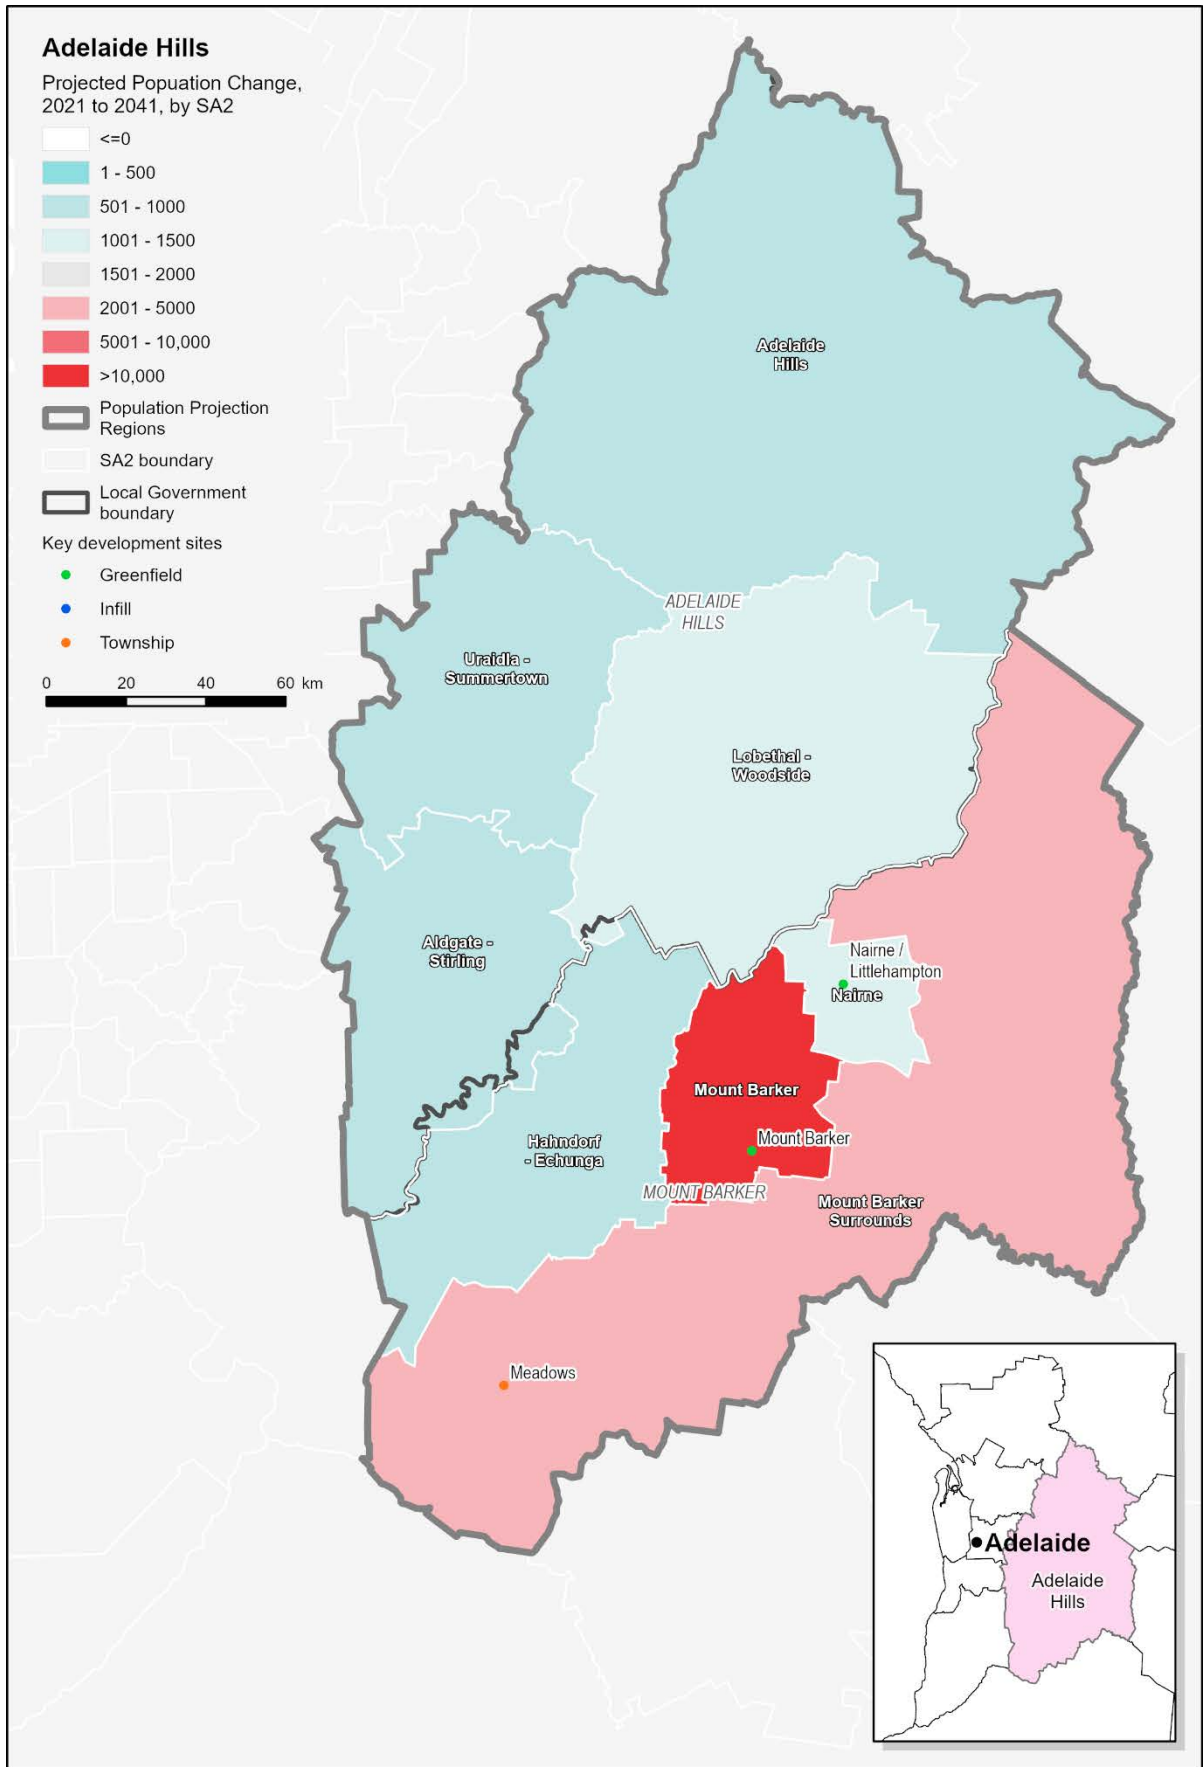 Adelaide Hills
Projected Popuation Change,
2021 to 2041, by SA2
<=0
1 - 500
501 - 1000
1001 - 1500
1501 - 2000
2001 - 5000
5001 - 10,000
>10,000
Population Projection
Regions
SA2 boundary
Local Government
boundary
Key development sites
Greenfield
Infill
Township
0 20 40 60 km
Adelaide
Hills
ADELAIDE
HILLS
Uraidla -
Summertown
Lobethal -
Woodside
Aldgate -
Stirling
Nairne /
Littlehampton
Nairne
Mount Barker
Mount Barker
Hahndorf
- Echunga
MOUNT BARKER
Mount Barker
Surrounds
Meadows
Adelaide
Adelaide
Hills